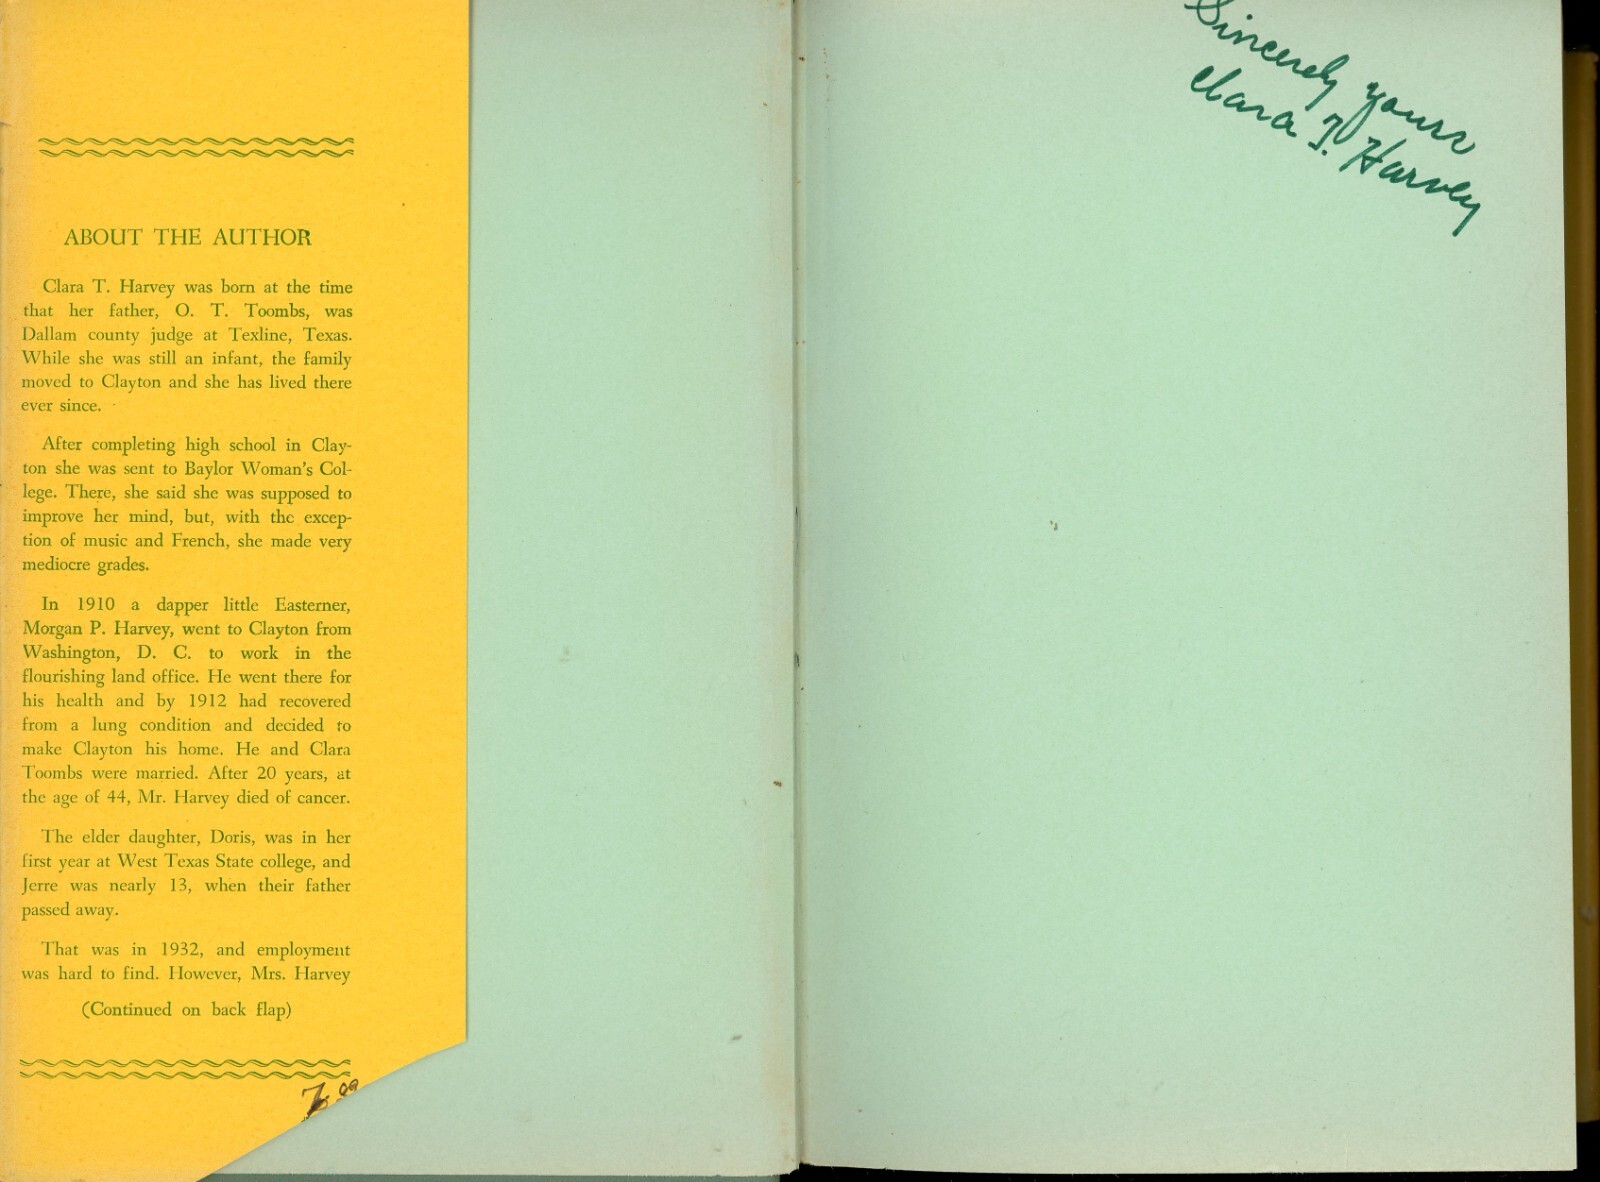 ABOUT THE AUTHOR
Clara T. Harvey was born at the time
that her father, O. T. Toombs, was
Dallam county judge at Texline, Texas.
While she was still an infant, the family
moved to Clayton and she has lived there
ever since.
After completing high school in Clay-
ton she was sent to Baylor Woman's Col-
lege. There, she said she was supposed to
improve her mind, but, with the excep-
tion of music and French, she made very
mediocre grades.
In 1910 a dapper little Easterner,
Morgan P. Harvey, went to Clayton from
Washington, D. C. to work in the
flourishing land office. He went there for
his health and by 1912 had recovered
from a lung condition and decided to
make Clayton his home. He and Clara
Toombs were married. After 20 years, at
the age of 44, Mr. Harvey died of cancer.
The elder daughter, Doris, was in her
first year at West Texas State college, and
Jerre was nearly 13, when their father
passed away.
That was in 1932, and employment
was hard to find. However, Mrs. Harvey
(Continued on back flap)
Sincerely yours
Clara T. Harvey